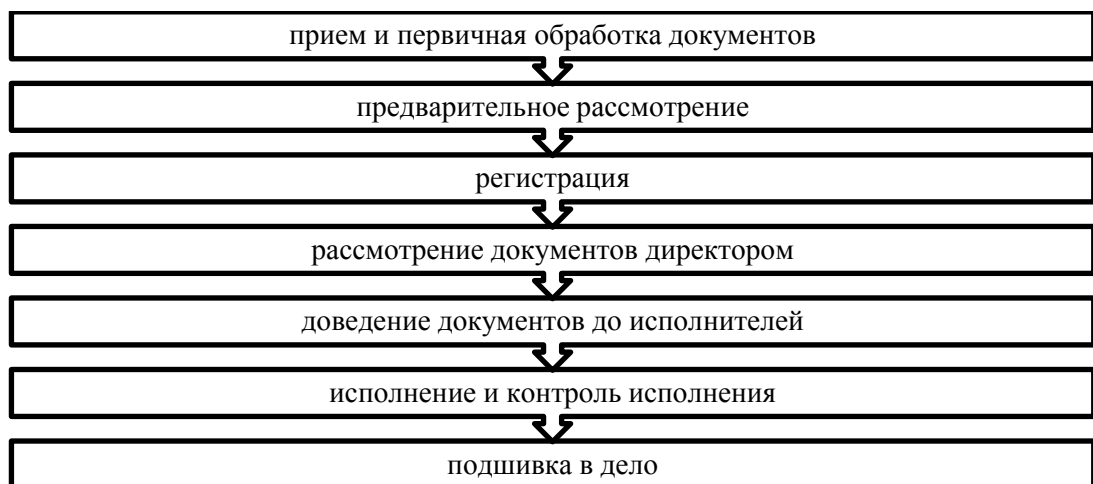 прием и первичная обработка документов
предварительное рассмотрение
регистрация
рассмотрение документов директором
доведение документов до исполнителей
исполнение и контроль исполнения
подшивка в дело